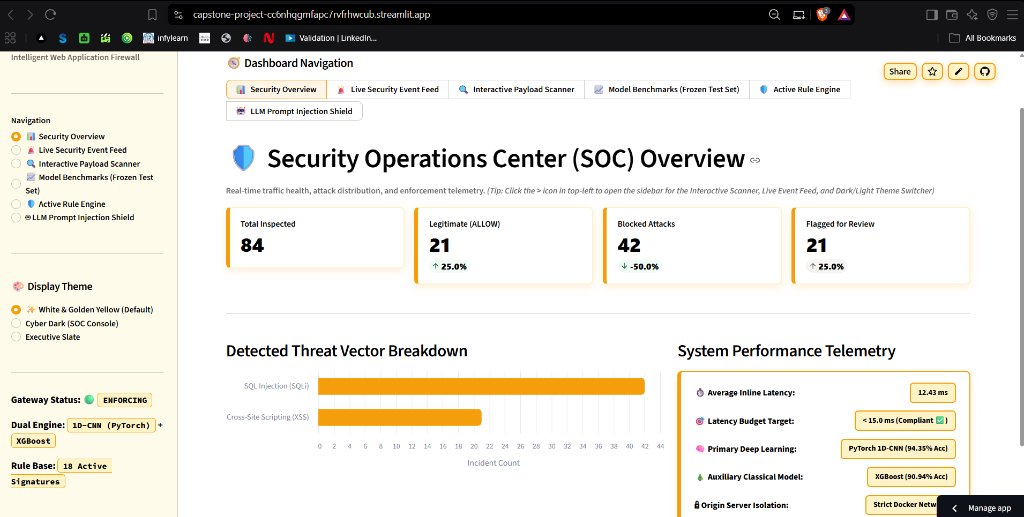 capstone-project-cc6nhqgmfapc7rvfrhwcub.streamlit.app
infylearn
Validation | LinkedIn...
All Bookmarks
Intelligent Web Application Firewall
Navigation
Security Overview
Live Security Event Feed
Interactive Payload Scanner
Model Benchmarks (Frozen Test
Set)
Active Rule Engine
LLM Prompt Injection Shield
Display Theme
White & Golden Yellow (Default)
Cyber Dark (SOC Console)
Executive Slate
Gateway Status: ENFORCING
Dual Engine: 1D-CNN (PyTorch) +
XGBoost
Rule Base: 18 Active
Signatures
Dashboard Navigation
Share
Security Overview
Live Security Event Feed
Interactive Payload Scanner
Model Benchmarks (Frozen Test Set)
Active Rule Engine
LLM Prompt Injection Shield
Security Operations Center (SOC) Overview
Real-time traffic health, attack distribution, and enforcement telemetry. (Tip: Click the > icon in top-left to open the sidebar for the Interactive Scanner, Live Event Feed, and Dark/Light Theme Switcher)
Total Inspected
84
Legitimate (ALLOW)
21
↑ 25.0%
Blocked Attacks
42
↓ -50.0%
Flagged for Review
21
↑ 25.0%
Detected Threat Vector Breakdown
SQL Injection (SQLi)
Cross-Site Scripting (XSS)
0 2 4 6 8 10 12 14 16 18 20 22 24 26 28 30 32 34 36 38 40 42 44
Incident Count
System Performance Telemetry
Average Inline Latency: 12.43 ms
Latency Budget Target: < 15.0 ms (Compliant ✅)
Primary Deep Learning: PyTorch 1D-CNN (94.35% Acc)
Auxiliary Classical Model: XGBoost (90.94% Acc)
Origin Server Isolation: Strict Docker Netw
Manage app